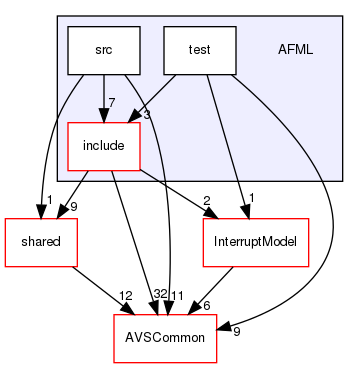 src
test
AFML
7
3
include
1
9
2
1
shared
InterruptModel
12
32
11
6
9
AVSCommon